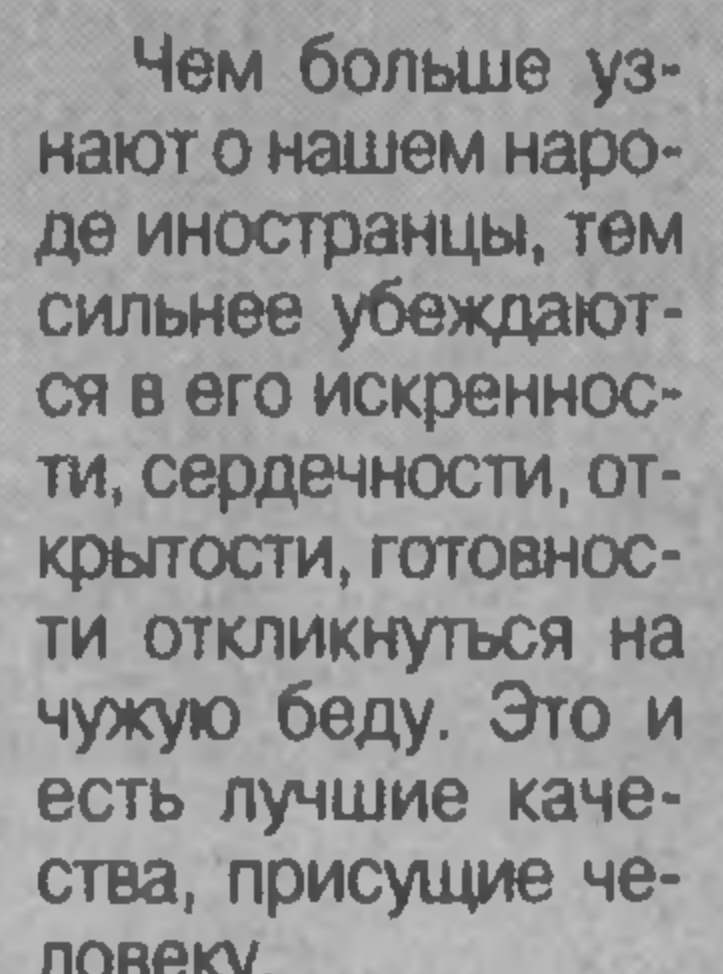 Чем больше уз-
нают о нашем наро-
де иностранцы, тем
сильнее убеждают-
ся в его искреннос-
ти, сердечности, от-
крытости, готовнос-
ти откликнуться на
чужую беду. Это и
есть лучшие каче-
ства, присущие че-
ловеку.